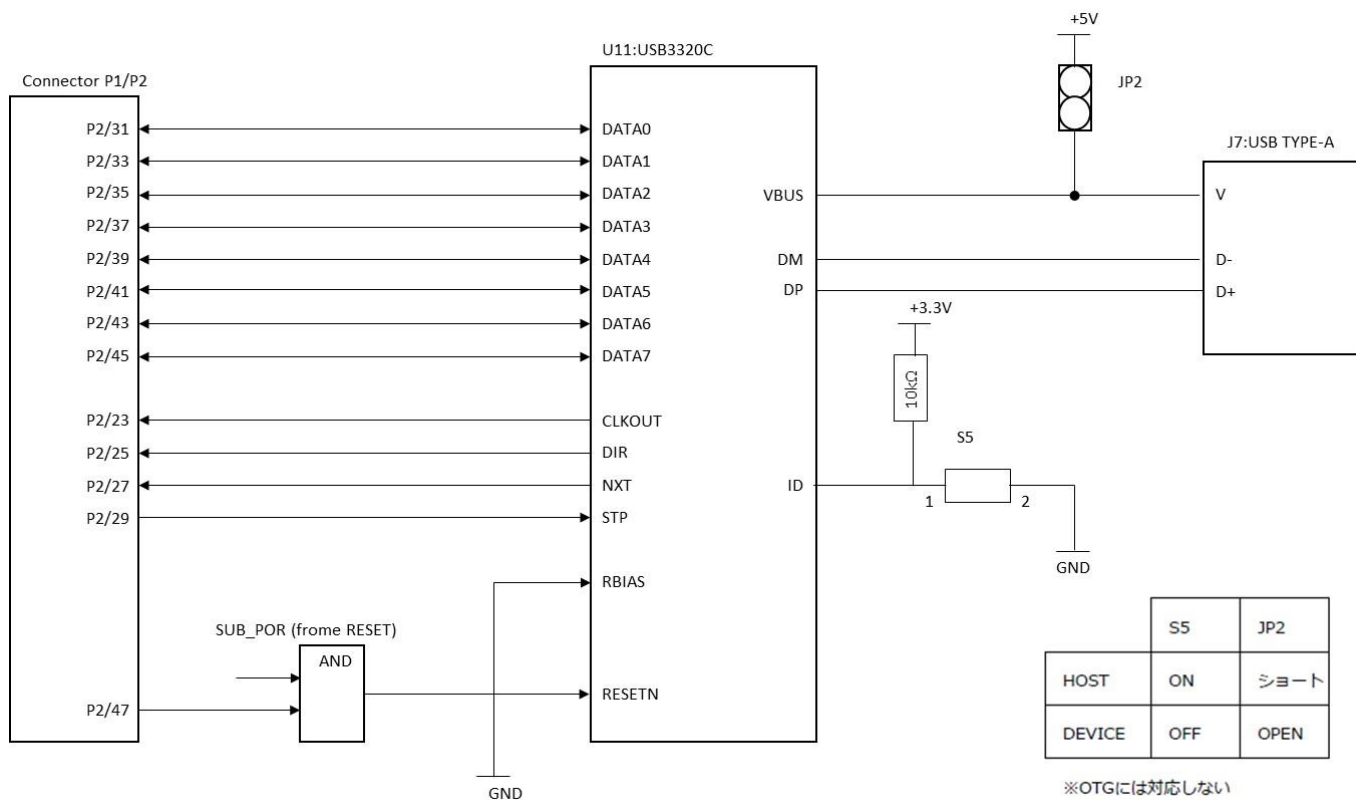 +5V
U11:USB3320C
Connector P1/P2
JP2
J7:USB TYPE-A
P2/31
DATA0
P2/33
DATA1
P2/35
DATA2
VBUS
V
P2/37
DATA3
P2/39
DATA4
DM
D-
P2/41
DATA5
DP
D+
P2/43
DATA6
+3.3V
P2/45
DATA7
10kΩ
P2/23
CLKOUT
S5
P2/25
DIR
P2/27
NXT
ID
1
2
P2/29
STP
GND
RBIAS
SUB_POR (frome RESET)
AND
P2/47
RESETN
GND
S5 JP2
HOST ON ショート
DEVICE OFF OPEN
※OTGには対応しない